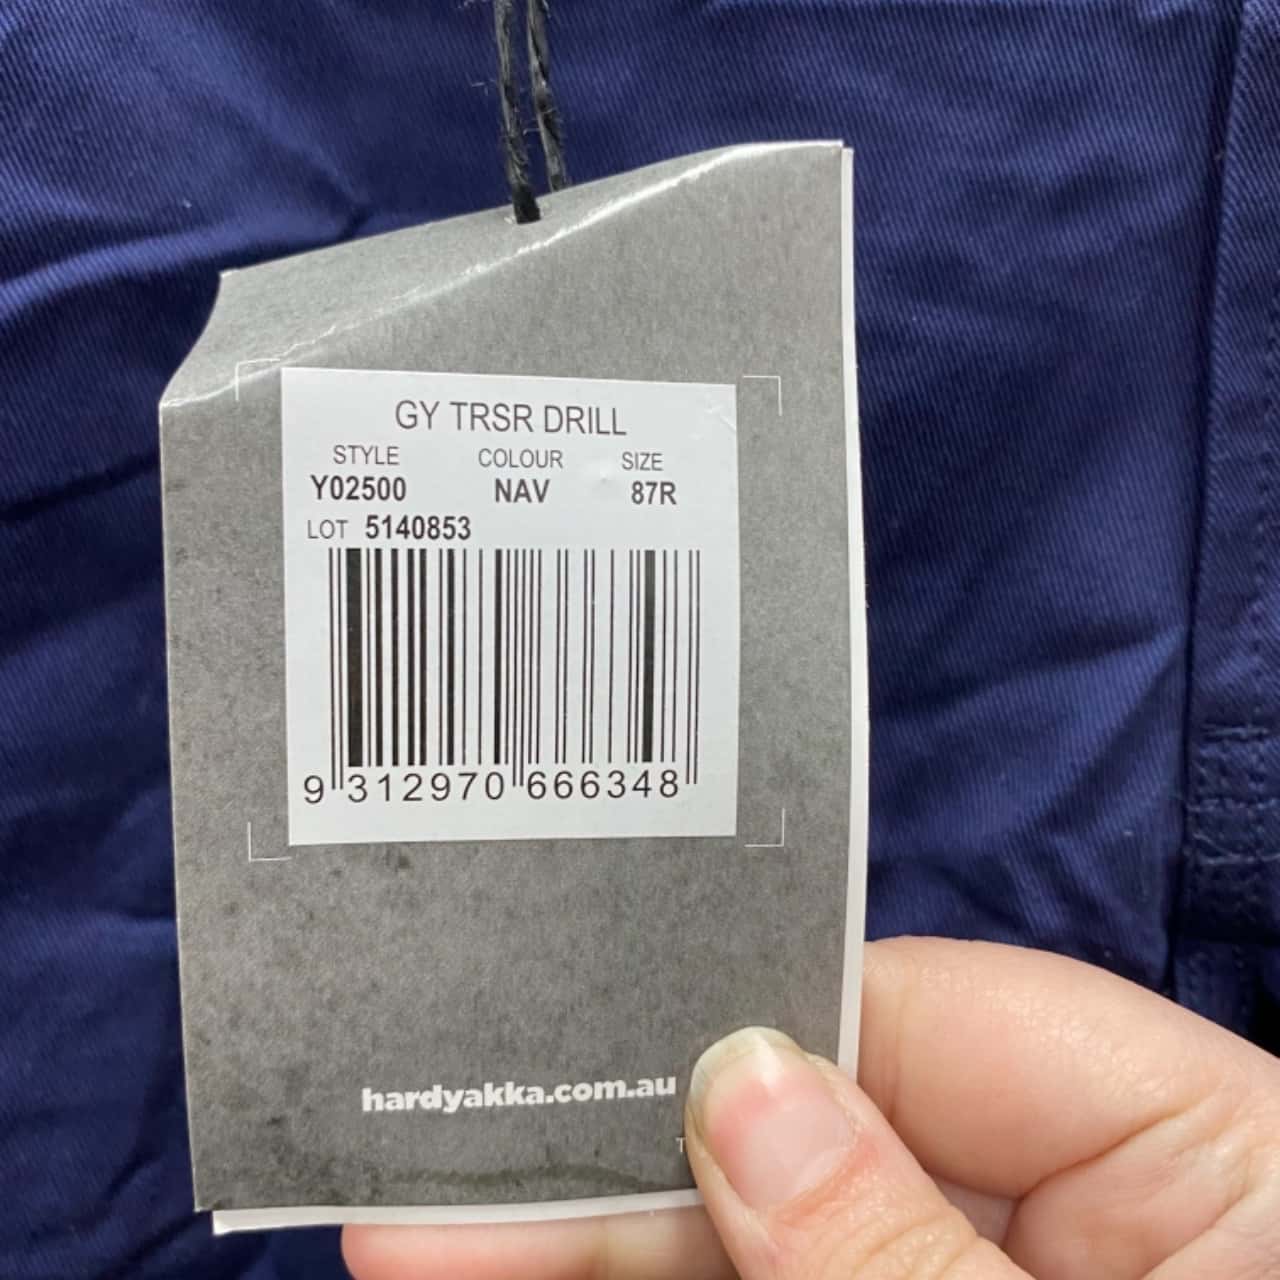 GY TRSR DRILL
STYLE COLOUR SIZE
Y02500 NAV 87R
LOT 5140853
9 312970 666348
hardyakka.com.au